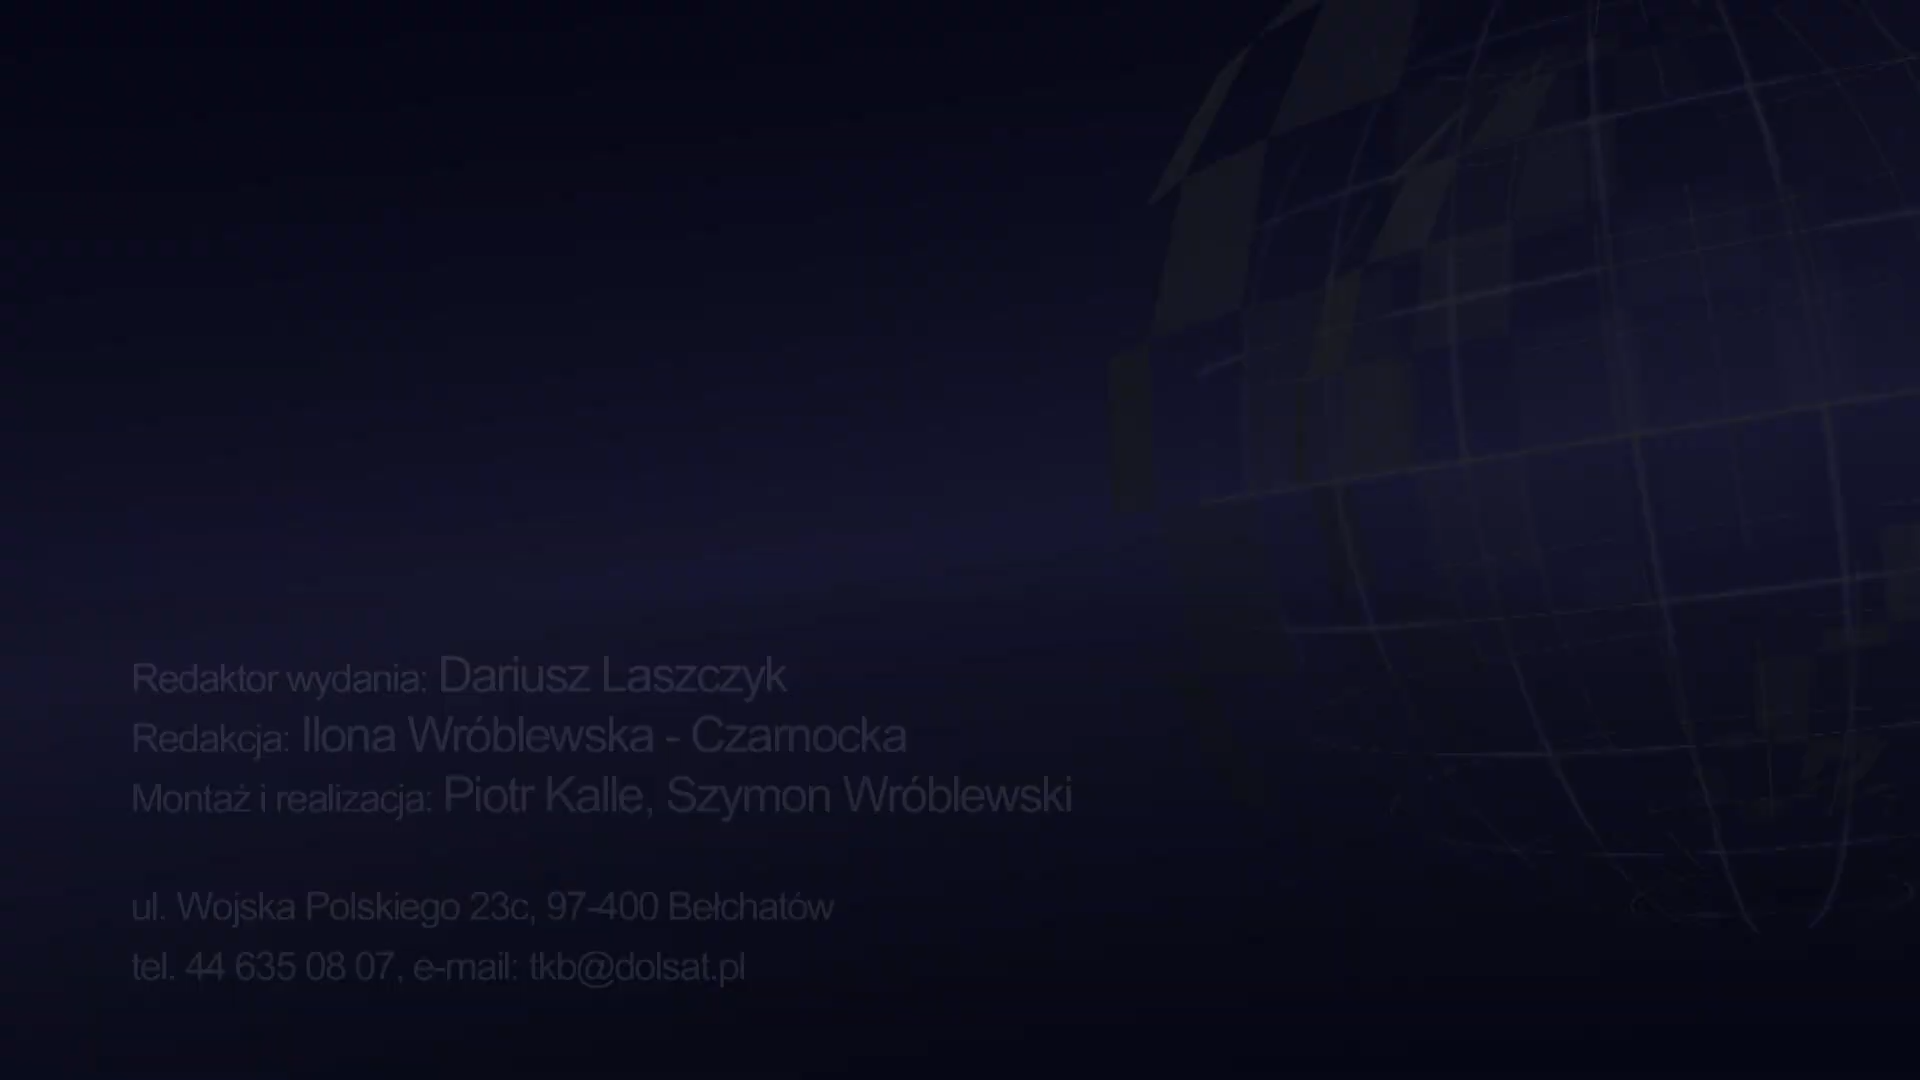 Redaktor wydania: Dariusz Laszczyk
Redakcja: Ilona Wróblewska - Czarnocka
Montaż i realizacja: Piotr Kalle, Szymon Wróblewski
ul. Wojska Polskiego 23c, 97-400 Bełchatów
tel. 44 635 08 07, e-mail: tkb@dolsat.pl